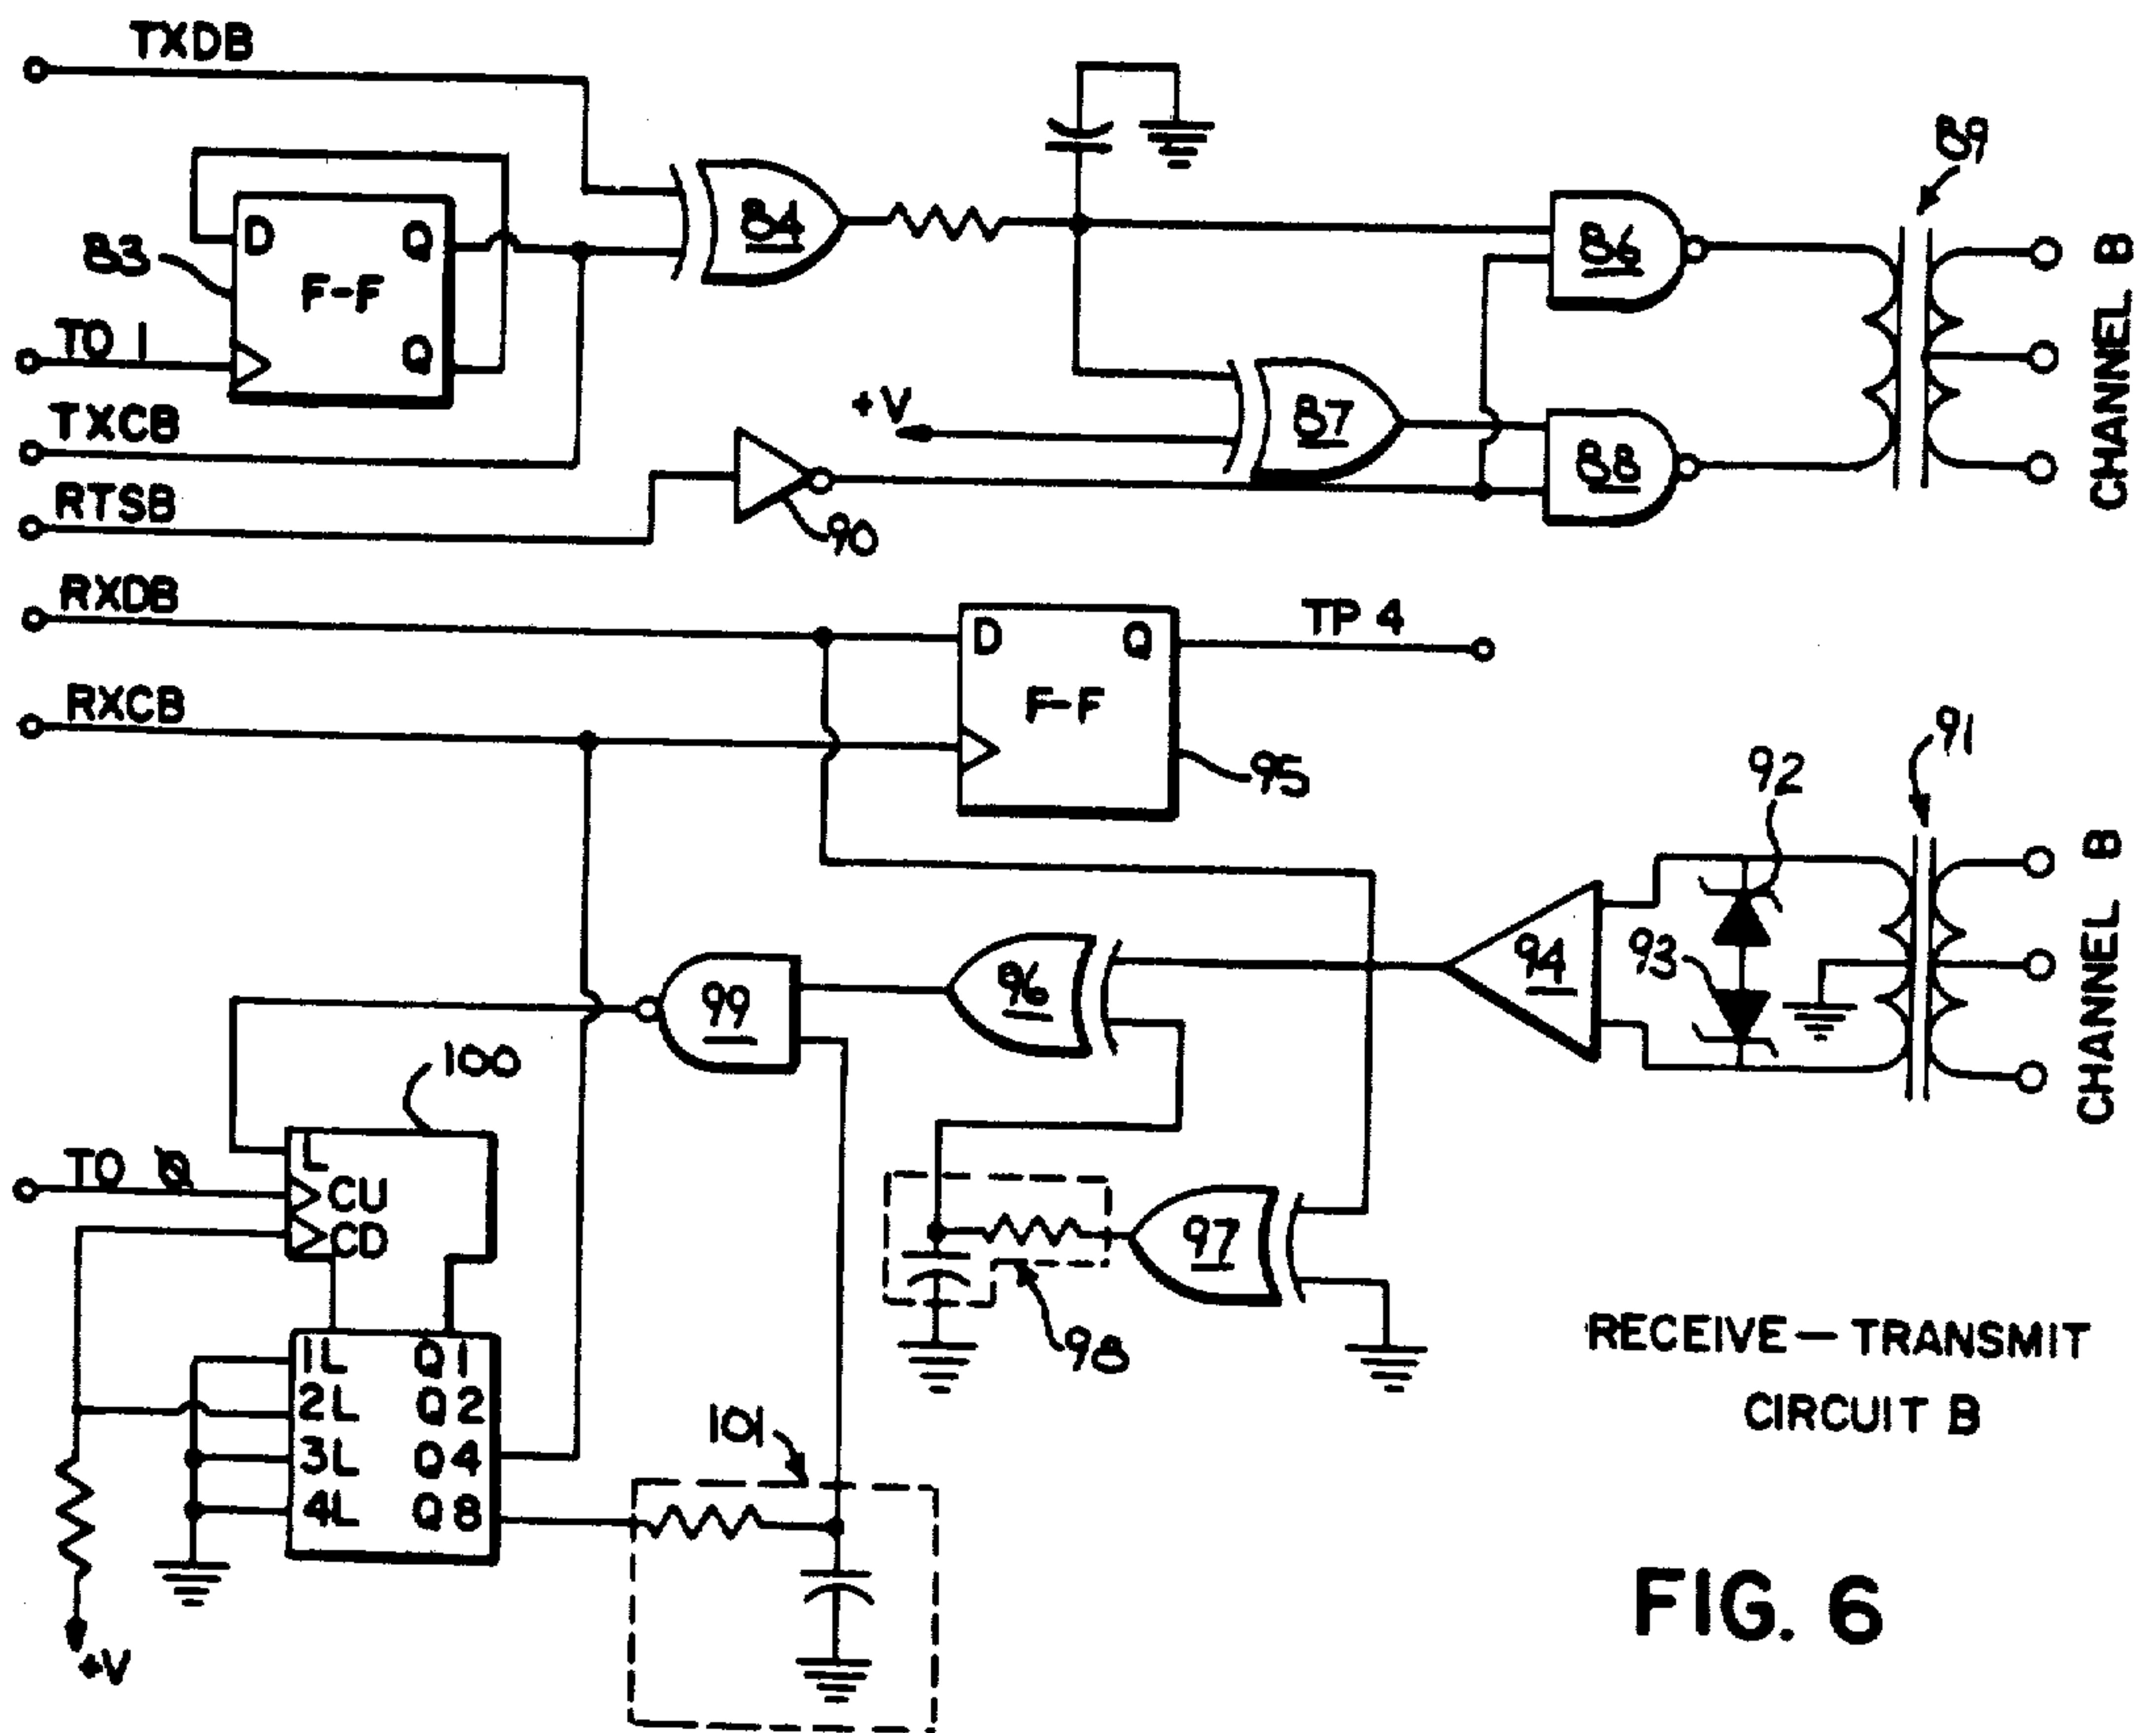 TXDB
89
84
86
83
D Q
F-F
Q
TO 1
CHANNEL B
+V
87
TXCB
88
RTSB
90
RXDB
D Q
TP 4
F-F
RXCB
95
91
92
94
93
96
99
CHANNEL B
100
TO 0
L
CU
CD
97
98
RECEIVE — TRANSMIT
CIRCUIT B
1L Q1
2L Q2
3L Q4
4L Q8
101
+V
FIG. 6